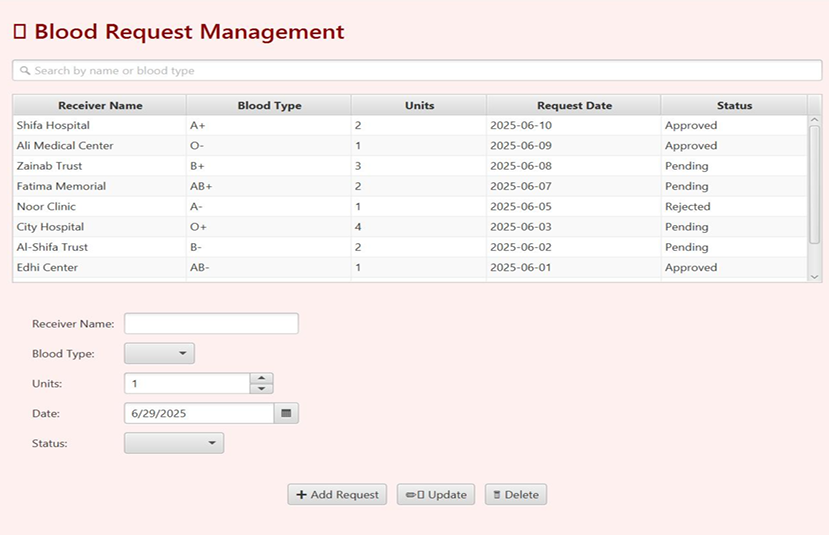 Blood Request Management
Search by name or blood type
Receiver Name Blood Type Units Request Date Status
Shifa Hospital A+ 2 2025-06-10 Approved
Ali Medical Center O- 1 2025-06-09 Approved
Zainab Trust B+ 3 2025-06-08 Pending
Fatima Memorial AB+ 2 2025-06-07 Pending
Noor Clinic A- 1 2025-06-05 Rejected
City Hospital O+ 4 2025-06-03 Pending
Al-Shifa Trust B- 2 2025-06-02 Pending
Edhi Center AB- 1 2025-06-01 Approved
Receiver Name:
Blood Type:
Units: 1
Date: 6/29/2025
Status:
Add Request Update Delete